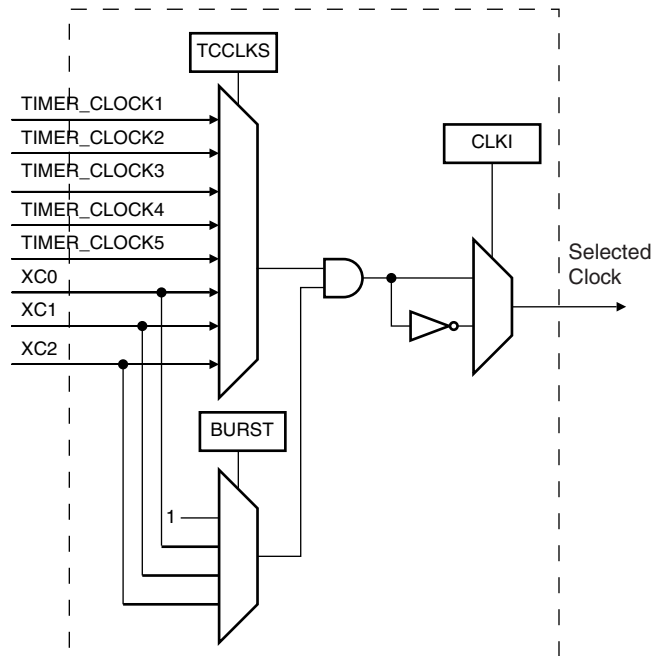 TCCLKS
TIMER_CLOCK1
TIMER_CLOCK2
TIMER_CLOCK3
TIMER_CLOCK4
TIMER_CLOCK5
XC0
XC1
XC2
CLKI
Selected
Clock
BURST
1